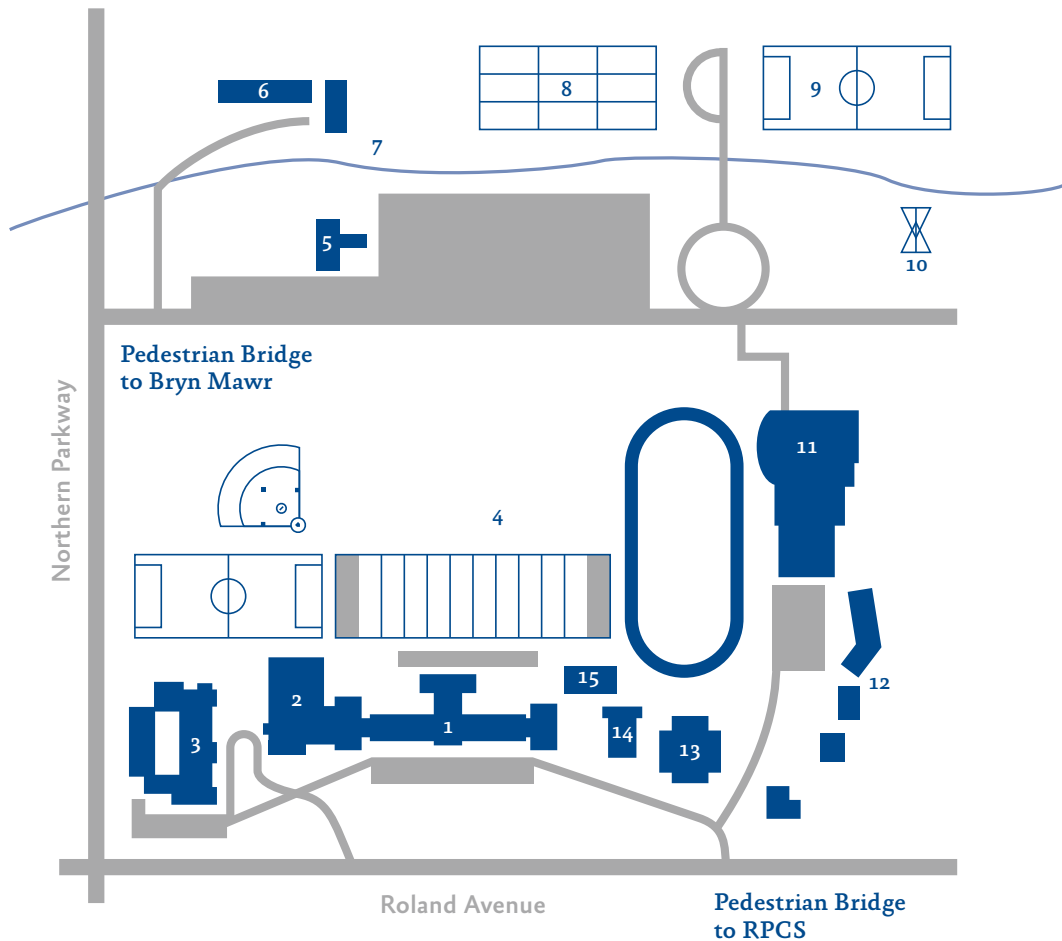 6
7
8
9
5
10
Pedestrian Bridge
to Bryn Mawr
Northern Parkway
11
4
15
12
2
1
14
3
13
Roland Avenue
Pedestrian Bridge
to RPCS